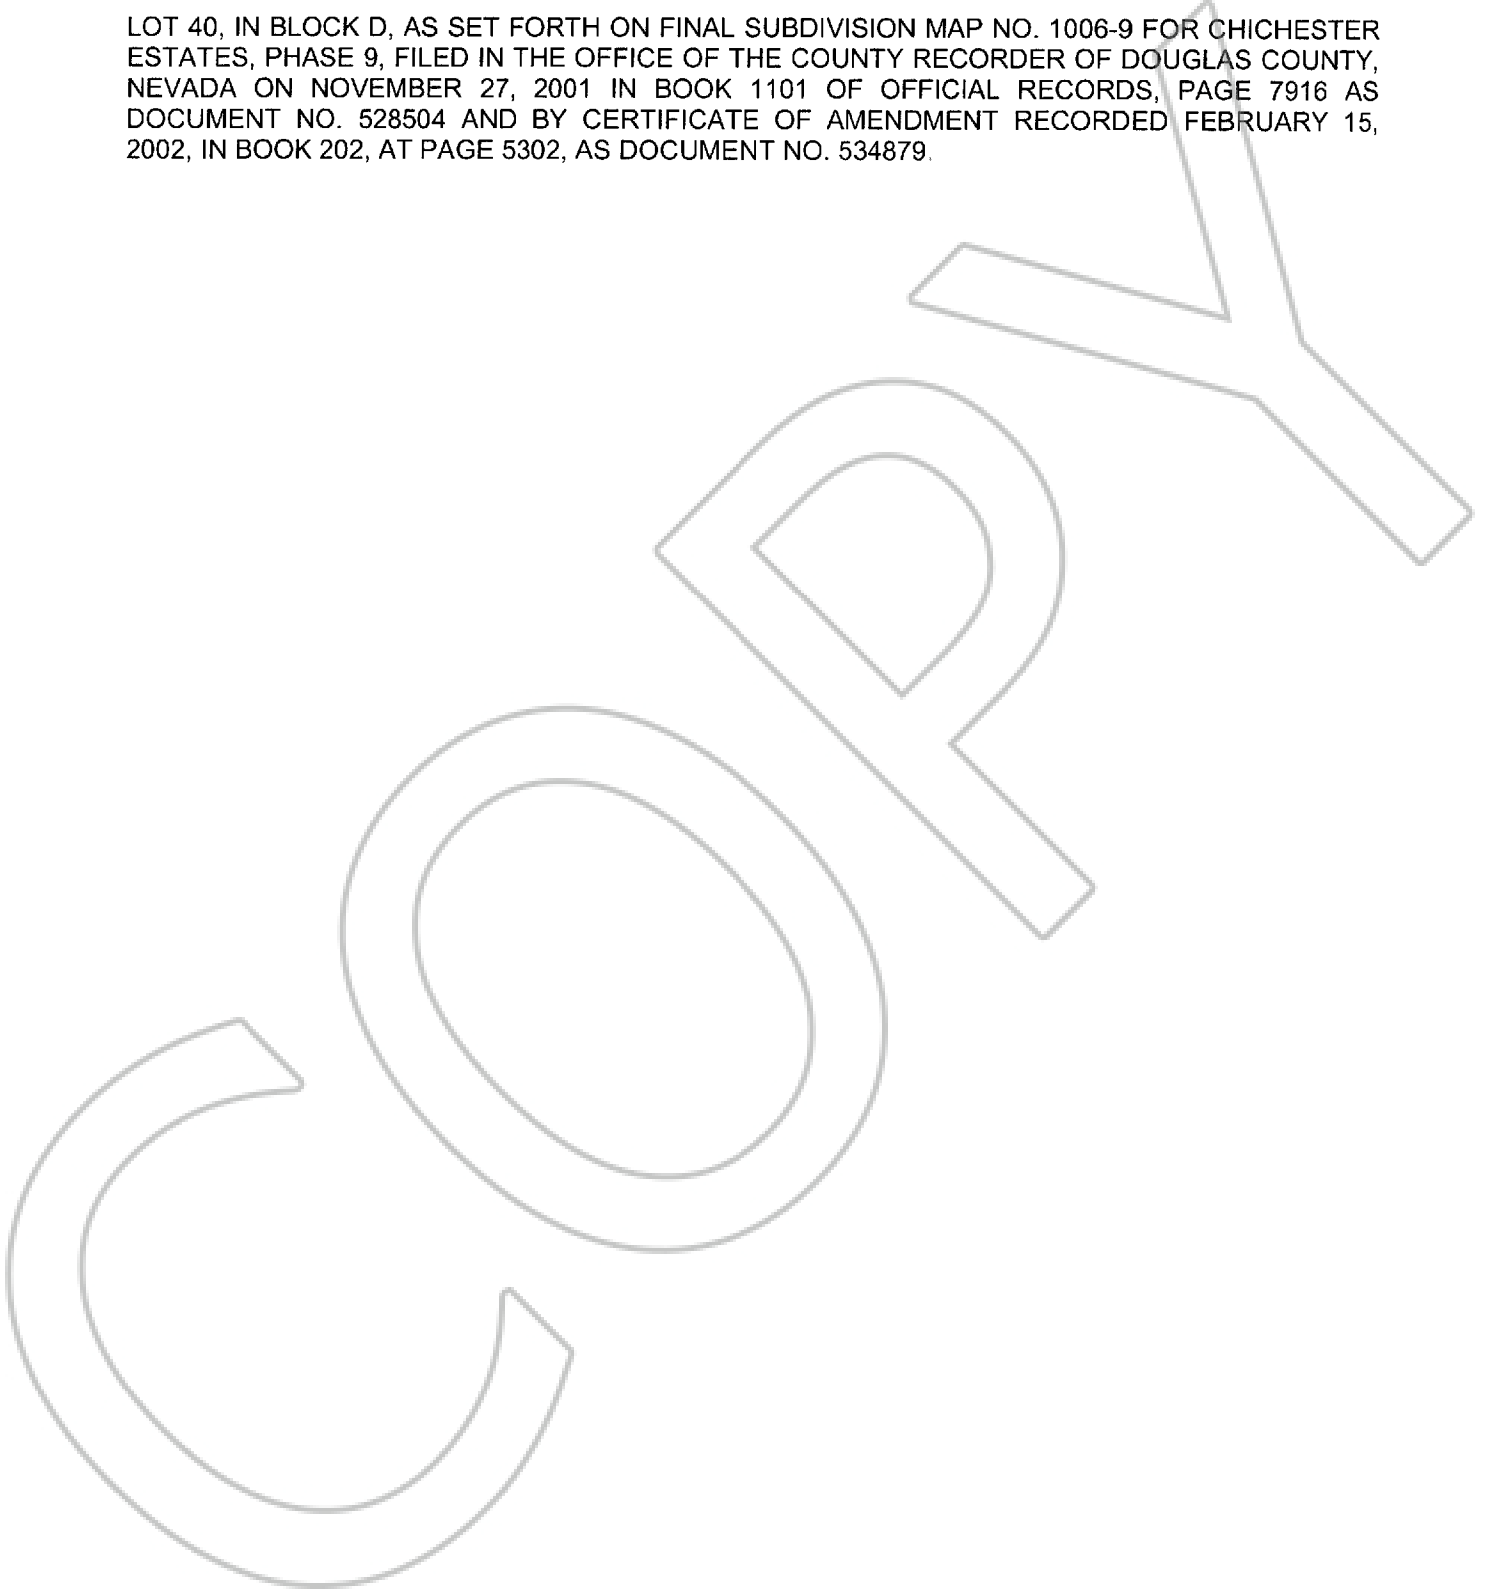 LOT 40, IN BLOCK D, AS SET FORTH ON FINAL SUBDIVISION MAP NO. 1006-9 FOR CHICHESTER
ESTATES, PHASE 9, FILED IN THE OFFICE OF THE COUNTY RECORDER OF DOUGLAS COUNTY,
NEVADA ON NOVEMBER 27, 2001 IN BOOK 1101 OF OFFICIAL RECORDS, PAGE 7916 AS
DOCUMENT NO. 528504 AND BY CERTIFICATE OF AMENDMENT RECORDED FEBRUARY 15,
2002, IN BOOK 202, AT PAGE 5302, AS DOCUMENT NO. 534879.
COPY